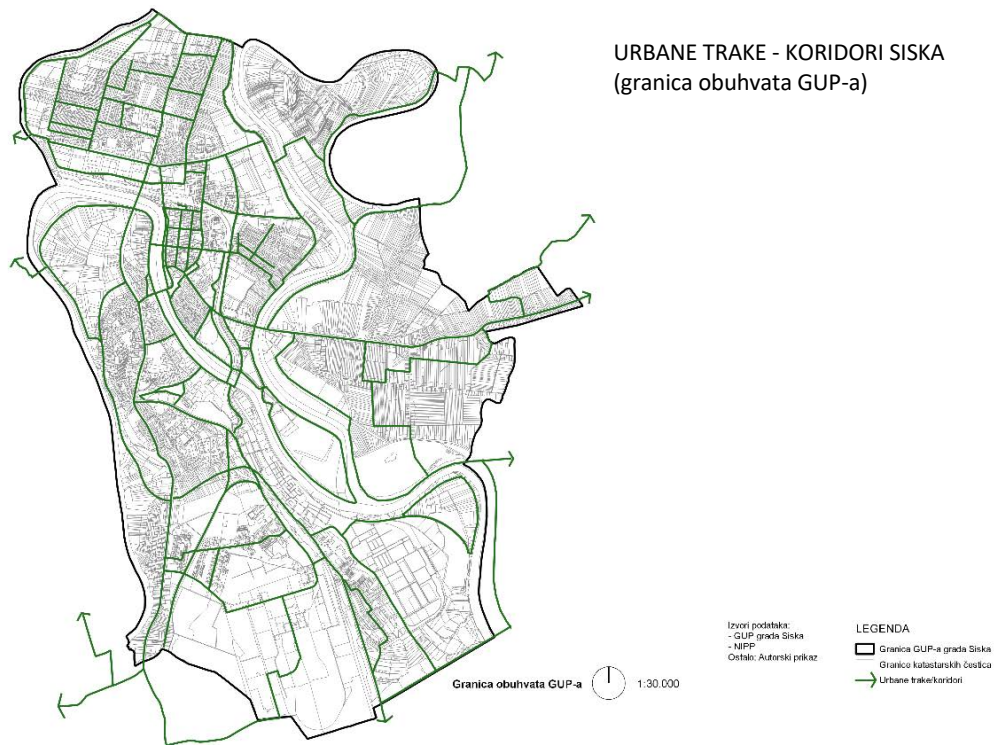 URBANE TRAKE - KORIDORI SISKA
(granica obuhvata GUP-a)
Izvori podataka:
- GUP grada Siska
- NIPP
Ostalo: Autorski prikaz
LEGENDA
Granica GUP-a grada Siska
Granice katastarskih čestica
Urbane trake/koridori
Granica obuhvata GUP-a
1:30.000